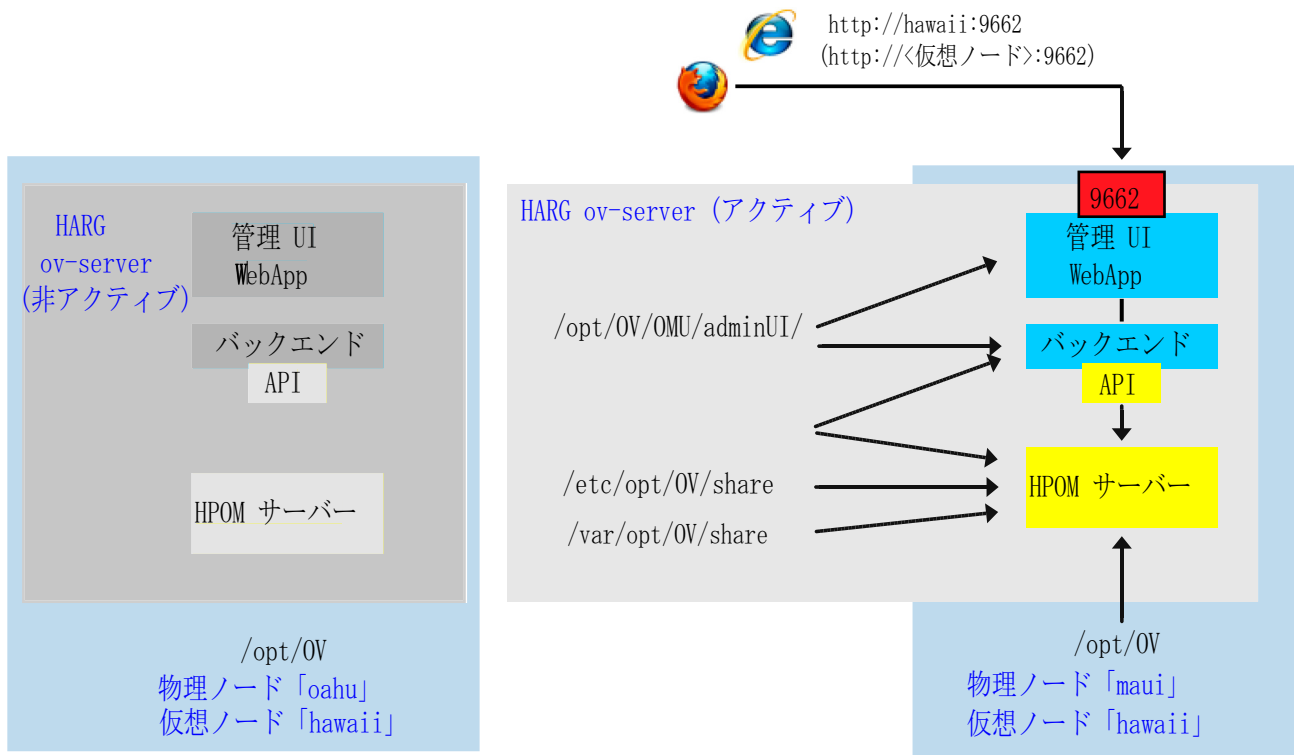 http://hawaii:9662
(http://<仮想ノード>:9662)
HARG
ov-server
(非アクティブ)
管理 UI
WebApp
バックエンド
API
HPOM サーバー
/opt/OV
物理ノード「oahu」
仮想ノード「hawaii」
HARG ov-server (アクティブ)
9662
管理 UI
WebApp
/opt/OV/OMU/adminUI/
バックエンド
API
/etc/opt/OV/share
HPOM サーバー
/var/opt/OV/share
/opt/OV
物理ノード「maui」
仮想ノード「hawaii」